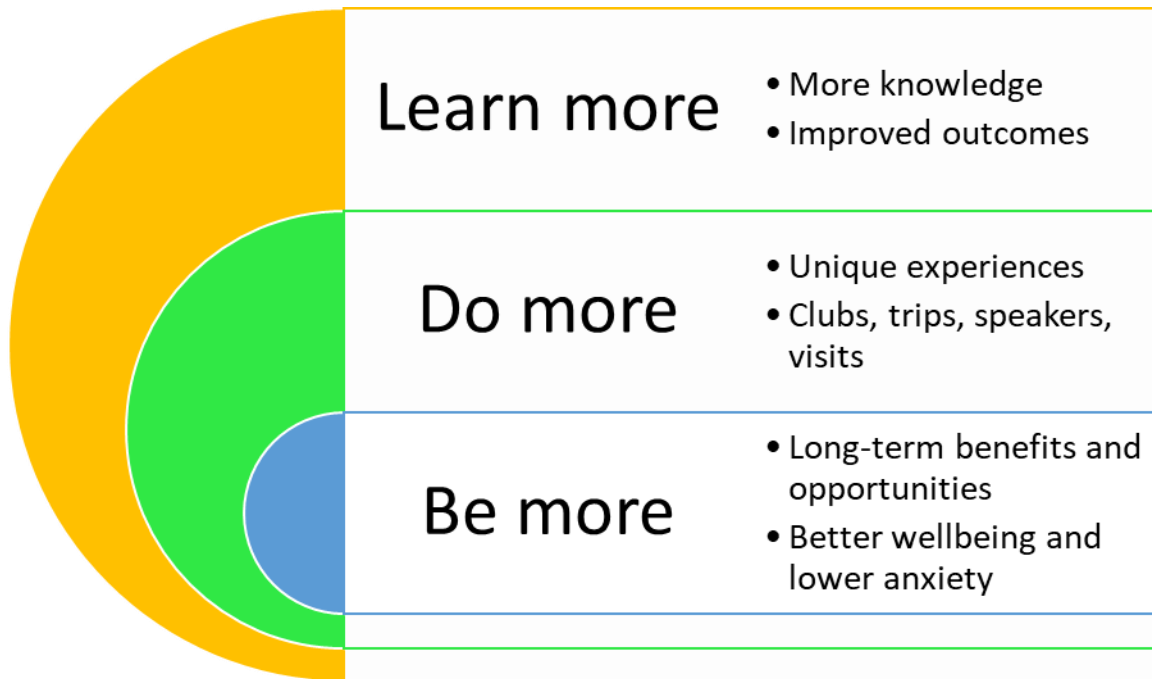 Learn more
• More knowledge
• Improved outcomes
Do more
• Unique experiences
• Clubs, trips, speakers,
visits
Be more
• Long-term benefits and
opportunities
• Better wellbeing and
lower anxiety